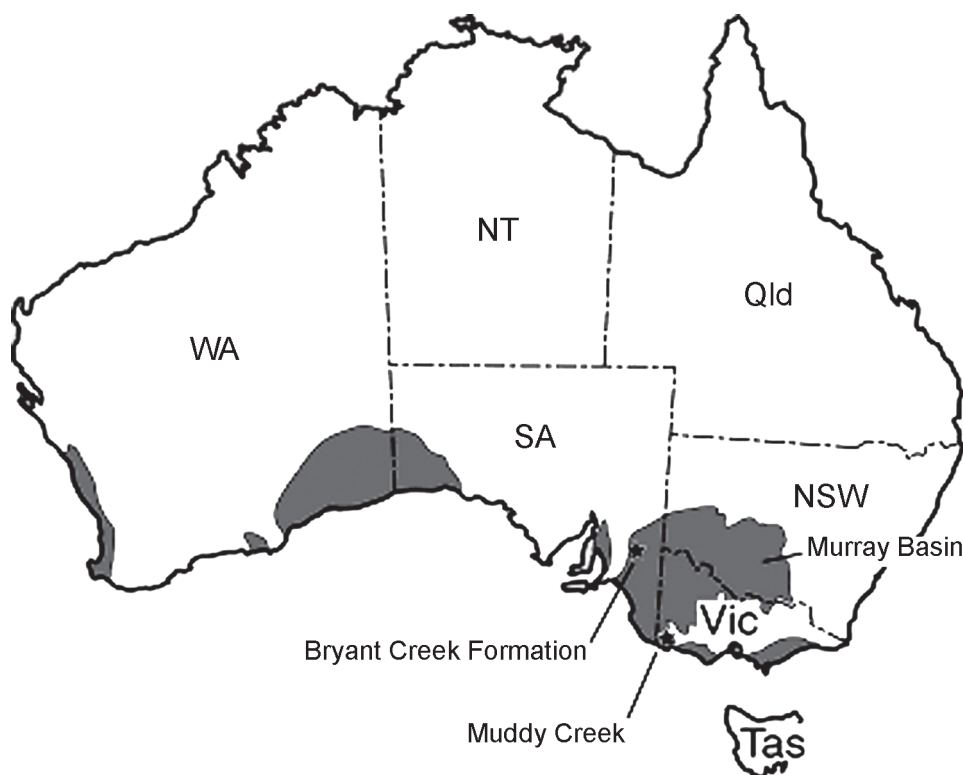 NT
Qld
WA
SA
NSW
Murray Basin
Vic
Bryant Creek Formation
Muddy Creek
Tas